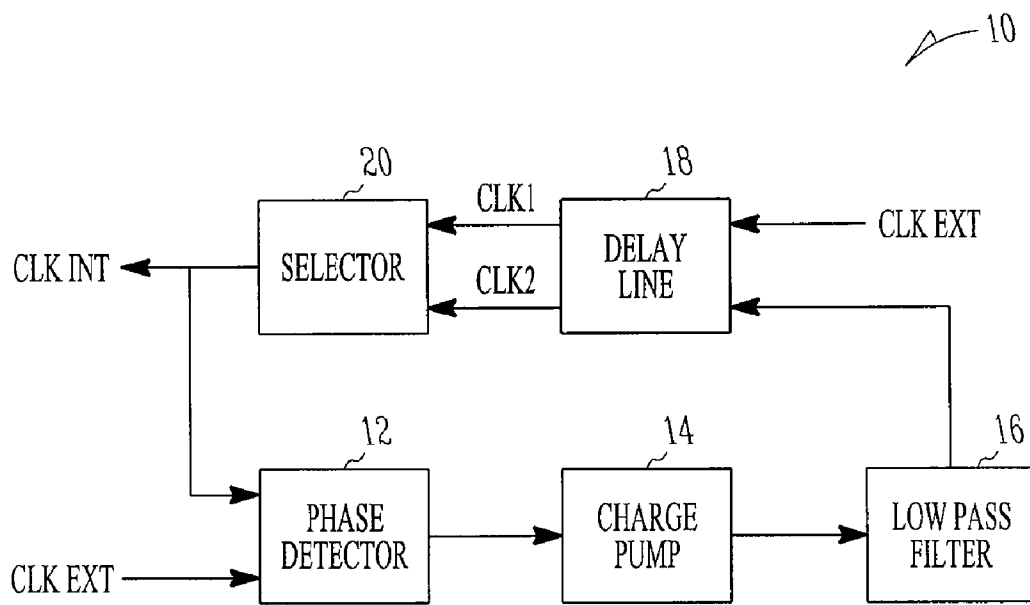 10
20
18
CLK1
CLK EXT
CLK INT
SELECTOR
DELAY
LINE
CLK2
12
14
16
PHASE
DETECTOR
CHARGE
PUMP
LOW PASS
FILTER
CLK EXT